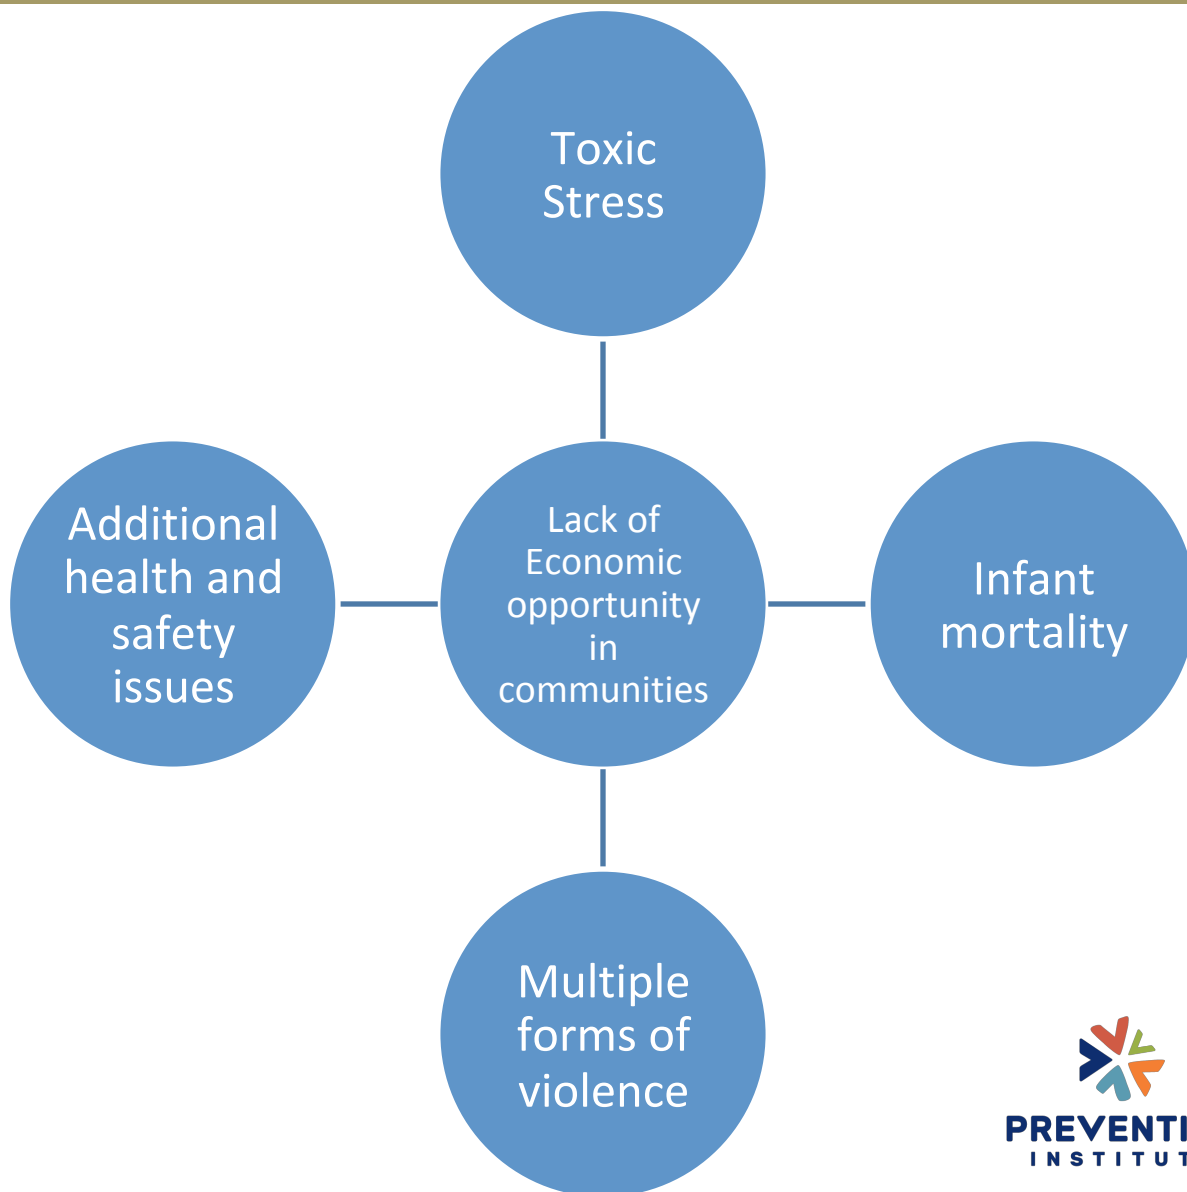 Toxic
Stress
Additional
health and
safety
issues
Lack of
Economic
opportunity
in
communities
Infant
mortality
Multiple
forms of
violence
PREVENTI
INSTITUT